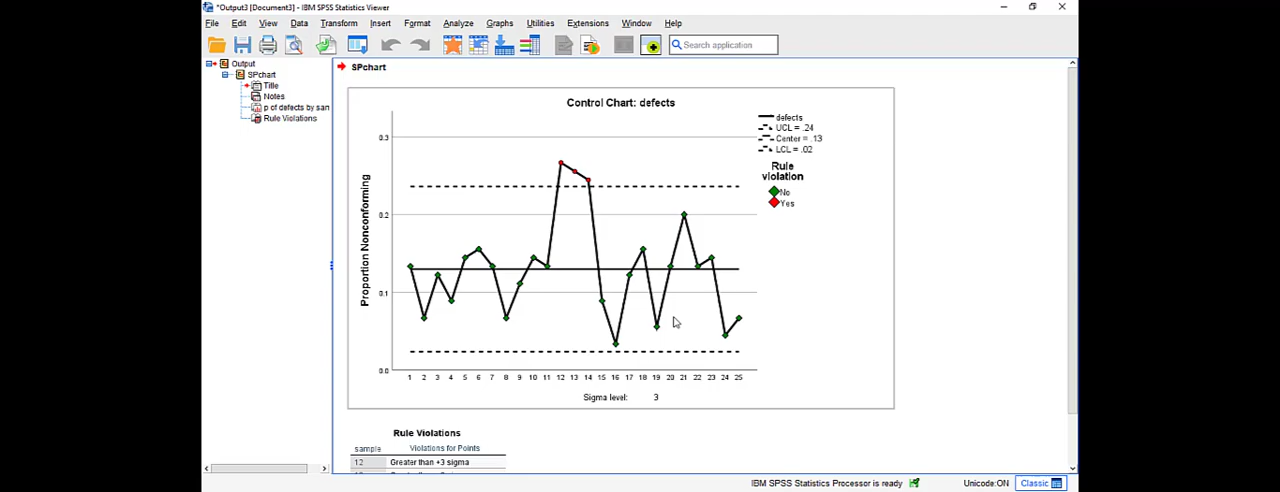 *Output3 [Document3] - IBM SPSS Statistics Viewer
File Edit View Data Transform Insert Format Analyze Graphs Utilities Extensions Window Help
Search application
Output
SPchart
Title
Notes
p of defects by sam
Rule Violations
SPchart
Control Chart: defects
defects
UCL = .24
Center = .13
LCL = .02
Rule
violation
No
Yes
Proportion Nonconforming
0.3
0.2
0.1
0.0
1 2 3 4 5 6 7 8 9 10 11 12 13 14 15 16 17 18 19 20 21 22 23 24 25
Sigma level: 3
Rule Violations
sample Violations for Points
12 Greater than +3 sigma
IBM SPSS Statistics Processor is ready Unicode:ON Classic